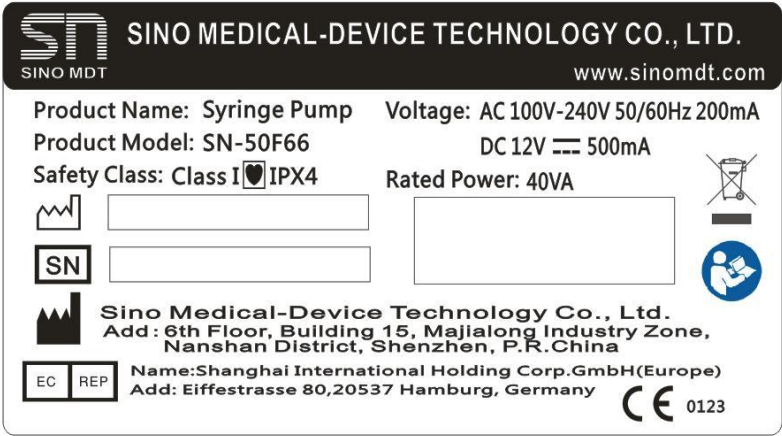 SN
SINO MDT
SINO MEDICAL-DEVICE TECHNOLOGY CO., LTD.
www.sinomdt.com
Product Name: Syringe Pump
Voltage: AC 100V-240V 50/60Hz 200mA
Product Model: SN-50F66
DC 12V 500mA
Safety Class: Class I IPX4
Rated Power: 40VA
SN
Sino Medical-Device Technology Co., Ltd.
Add : 6th Floor, Building 15, Majialong Industry Zone,
Nanshan District, Shenzhen, P.R.China
EC REP
Name:Shanghai International Holding Corp.GmbH(Europe)
Add: Eiffestrasse 80,20537 Hamburg, Germany
CE 0123